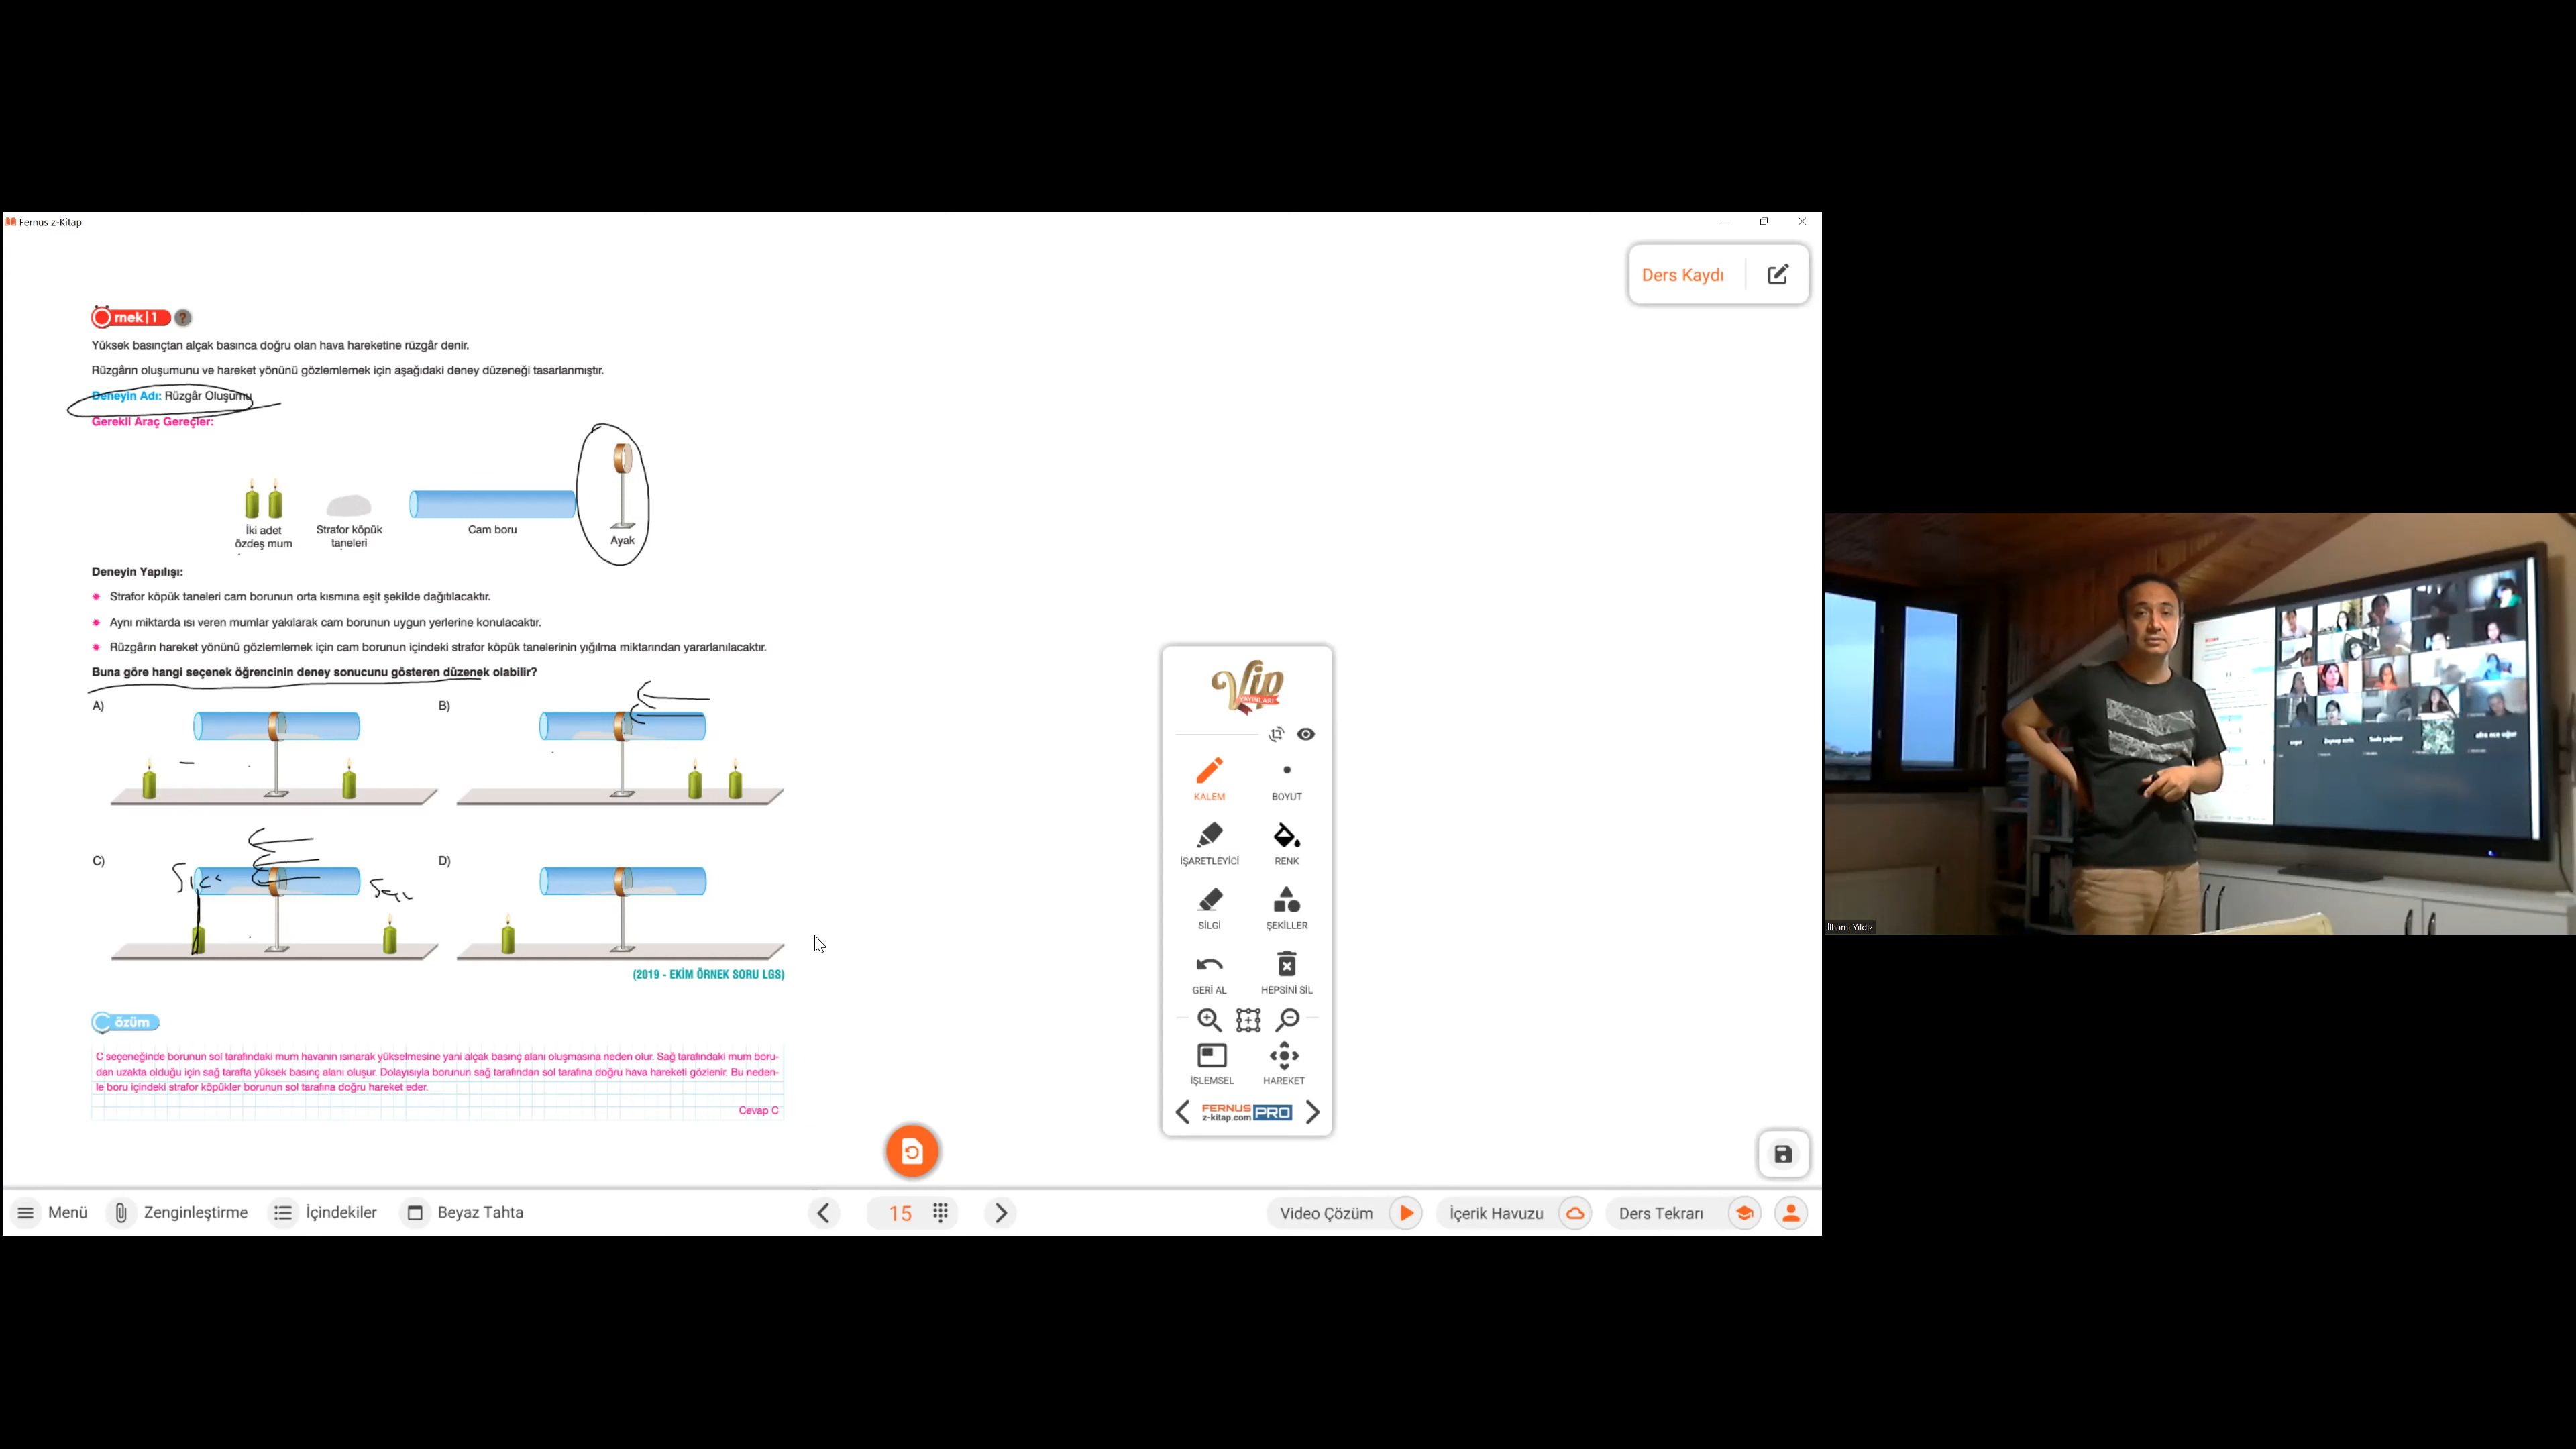 Fernus z-Kitap
Ders Kaydı
Örnek|1 ?
Yüksek basınçtan alçak basınca doğru olan hava hareketine rüzgâr denir.
Rüzgârın oluşumunu ve hareket yönünü gözlemlemek için aşağıdaki deney düzeneği tasarlanmıştır.
Deneyin Adı: Rüzgâr Oluşumu
Gerekli Araç Gereçler:
İki adet
özdeş mum
Strafor köpük
taneleri
Cam boru
Ayak
Deneyin Yapılışı:
Strafor köpük taneleri cam borunun orta kısmına eşit şekilde dağıtılacaktır.
Aynı miktarda ısı veren mumlar yakılarak cam borunun uygun yerlerine konulacaktır.
Rüzgârın hareket yönünü gözlemlemek için cam borunun içindeki strafor köpük tanelerinin yığılma miktarından yararlanılacaktır.
Buna göre hangi seçenek öğrencinin deney sonucunu gösteren düzenek olabilir?
A)
B)
C)
D)
(2019 - EKİM ÖRNEK SORU LGS)
Çözüm
C seçeneğinde borunun sol tarafındaki mum havanın ısınarak yükselmesine yani alçak basınç alanı oluşmasına neden olur. Sağ tarafındaki mum boru-
dan uzakta olduğu için sağ tarafta yüksek basınç alanı oluşur. Dolayısıyla borunun sağ tarafından sol tarafına doğru hava hareketi gözlenir. Bu neden-
le boru içindeki strafor köpükler borunun sol tarafına doğru hareket eder.
Cevap C
Vip
YAYINLARI
KALEM
BOYUT
İŞARETLEYİCİ
RENK
SİLGİ
ŞEKİLLER
GERİ AL
HEPSİNİ SİL
İŞLEMSEL
HAREKET
FERNUS PRO
z-kitap.com
Menü
Zenginleştirme
İçindekiler
Beyaz Tahta
15
Video Çözüm
İçerik Havuzu
Ders Tekrarı
İlhami Yıldız